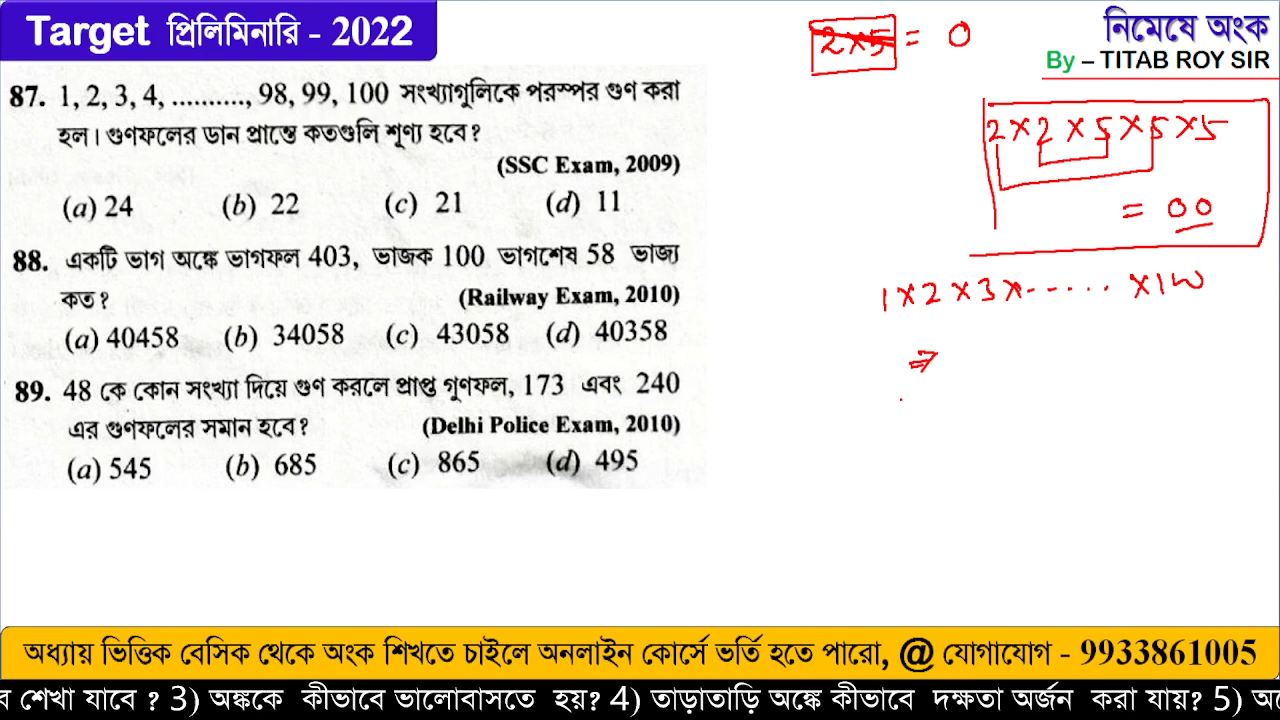 Target প্রিলিমিনারি - 2022
2×5 = 0
নিমেষে অংক
By – TITAB ROY SIR
87. 1, 2, 3, 4, .........., 98, 99, 100 সংখ্যাগুলিকে পরস্পর গুণ করা
হল। গুণফলের ডান প্রান্তে কতগুলি শূণ্য হবে?
(SSC Exam, 2009)
(a) 24 (b) 22 (c) 21 (d) 11
88. একটি ভাগ অঙ্কে ভাগফল 403, ভাজক 100 ভাগশেষ 58 ভাজ্য
কত? (Railway Exam, 2010)
(a) 40458 (b) 34058 (c) 43058 (d) 40358
89. 48 কে কোন সংখ্যা দিয়ে গুণ করলে প্রাপ্ত গুণফল, 173 এবং 240
এর গুণফলের সমান হবে? (Delhi Police Exam, 2010)
(a) 545 (b) 685 (c) 865 (d) 495
2×2×5×5×5
= 00
1×2×3×...... ×100
⇒
অধ্যায় ভিত্তিক বেসিক থেকে অংক শিখতে চাইলে অনলাইন কোর্সে ভর্তি হতে পারো, @ যোগাযোগ - 9933861005
শেখা যাবে ? 3) অঙ্ককে কীভাবে ভালোবাসতে হয়? 4) তাড়াতাড়ি অঙ্কে কীভাবে দক্ষতা অর্জন করা যায়? 5)